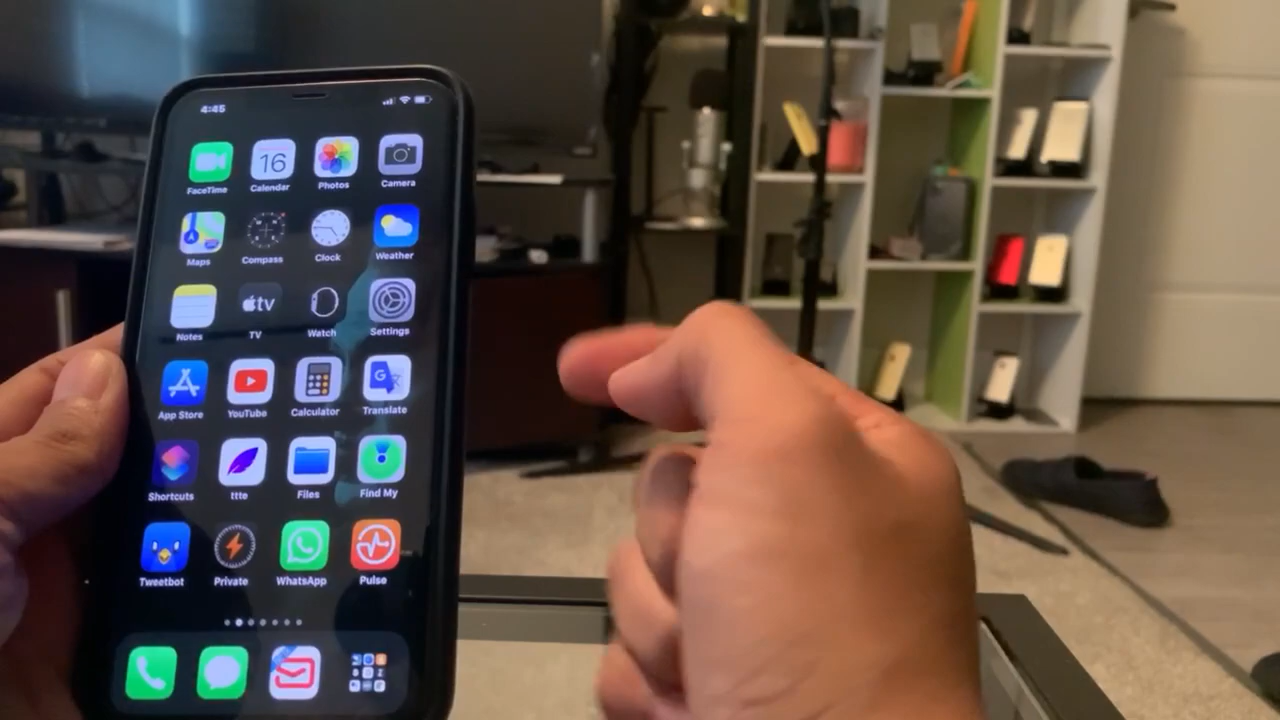 4:45
FaceTime
16
Calendar
Photos
Camera
Maps
Compass
Clock
Weather
Notes
tv
TV
Watch
Settings
App Store
YouTube
Calculator
G
Translate
Shortcuts
ttte
Files
Find My
Tweetbot
Private
WhatsApp
Pulse